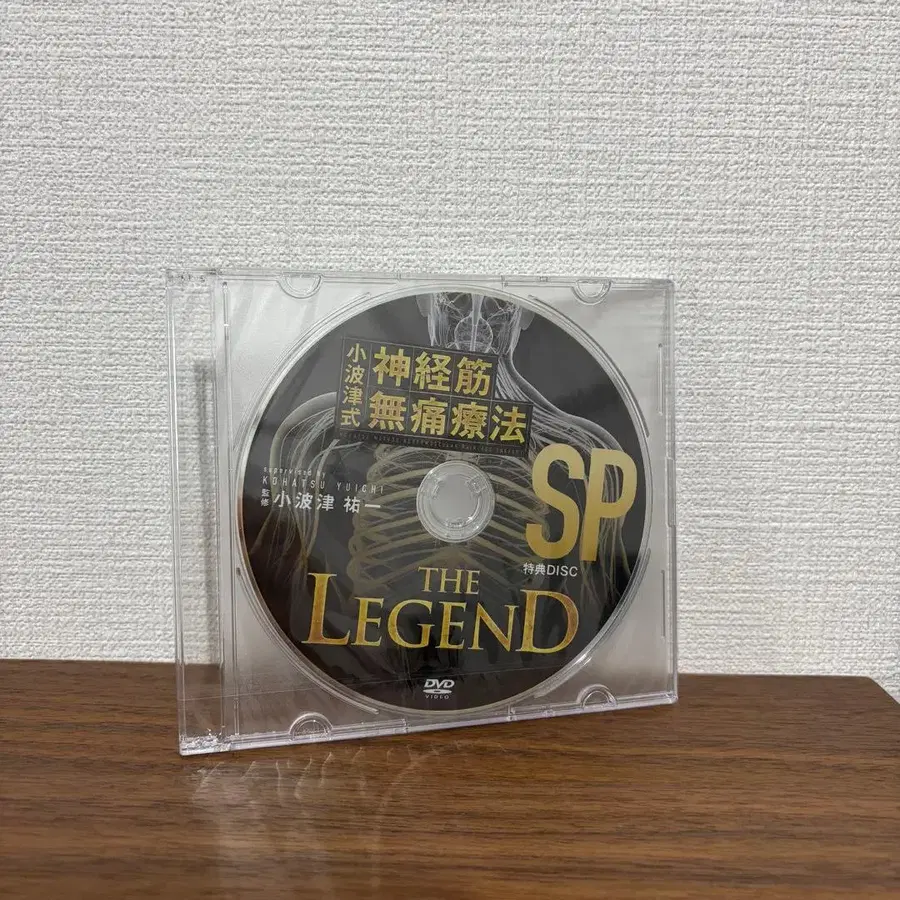 小波津式
神経筋
無痛療法
supervised by
KOHATSU YUICHI
監修 小波津 祐一
SP
特典DISC
THE
LEGEND
DVD
VIDEO